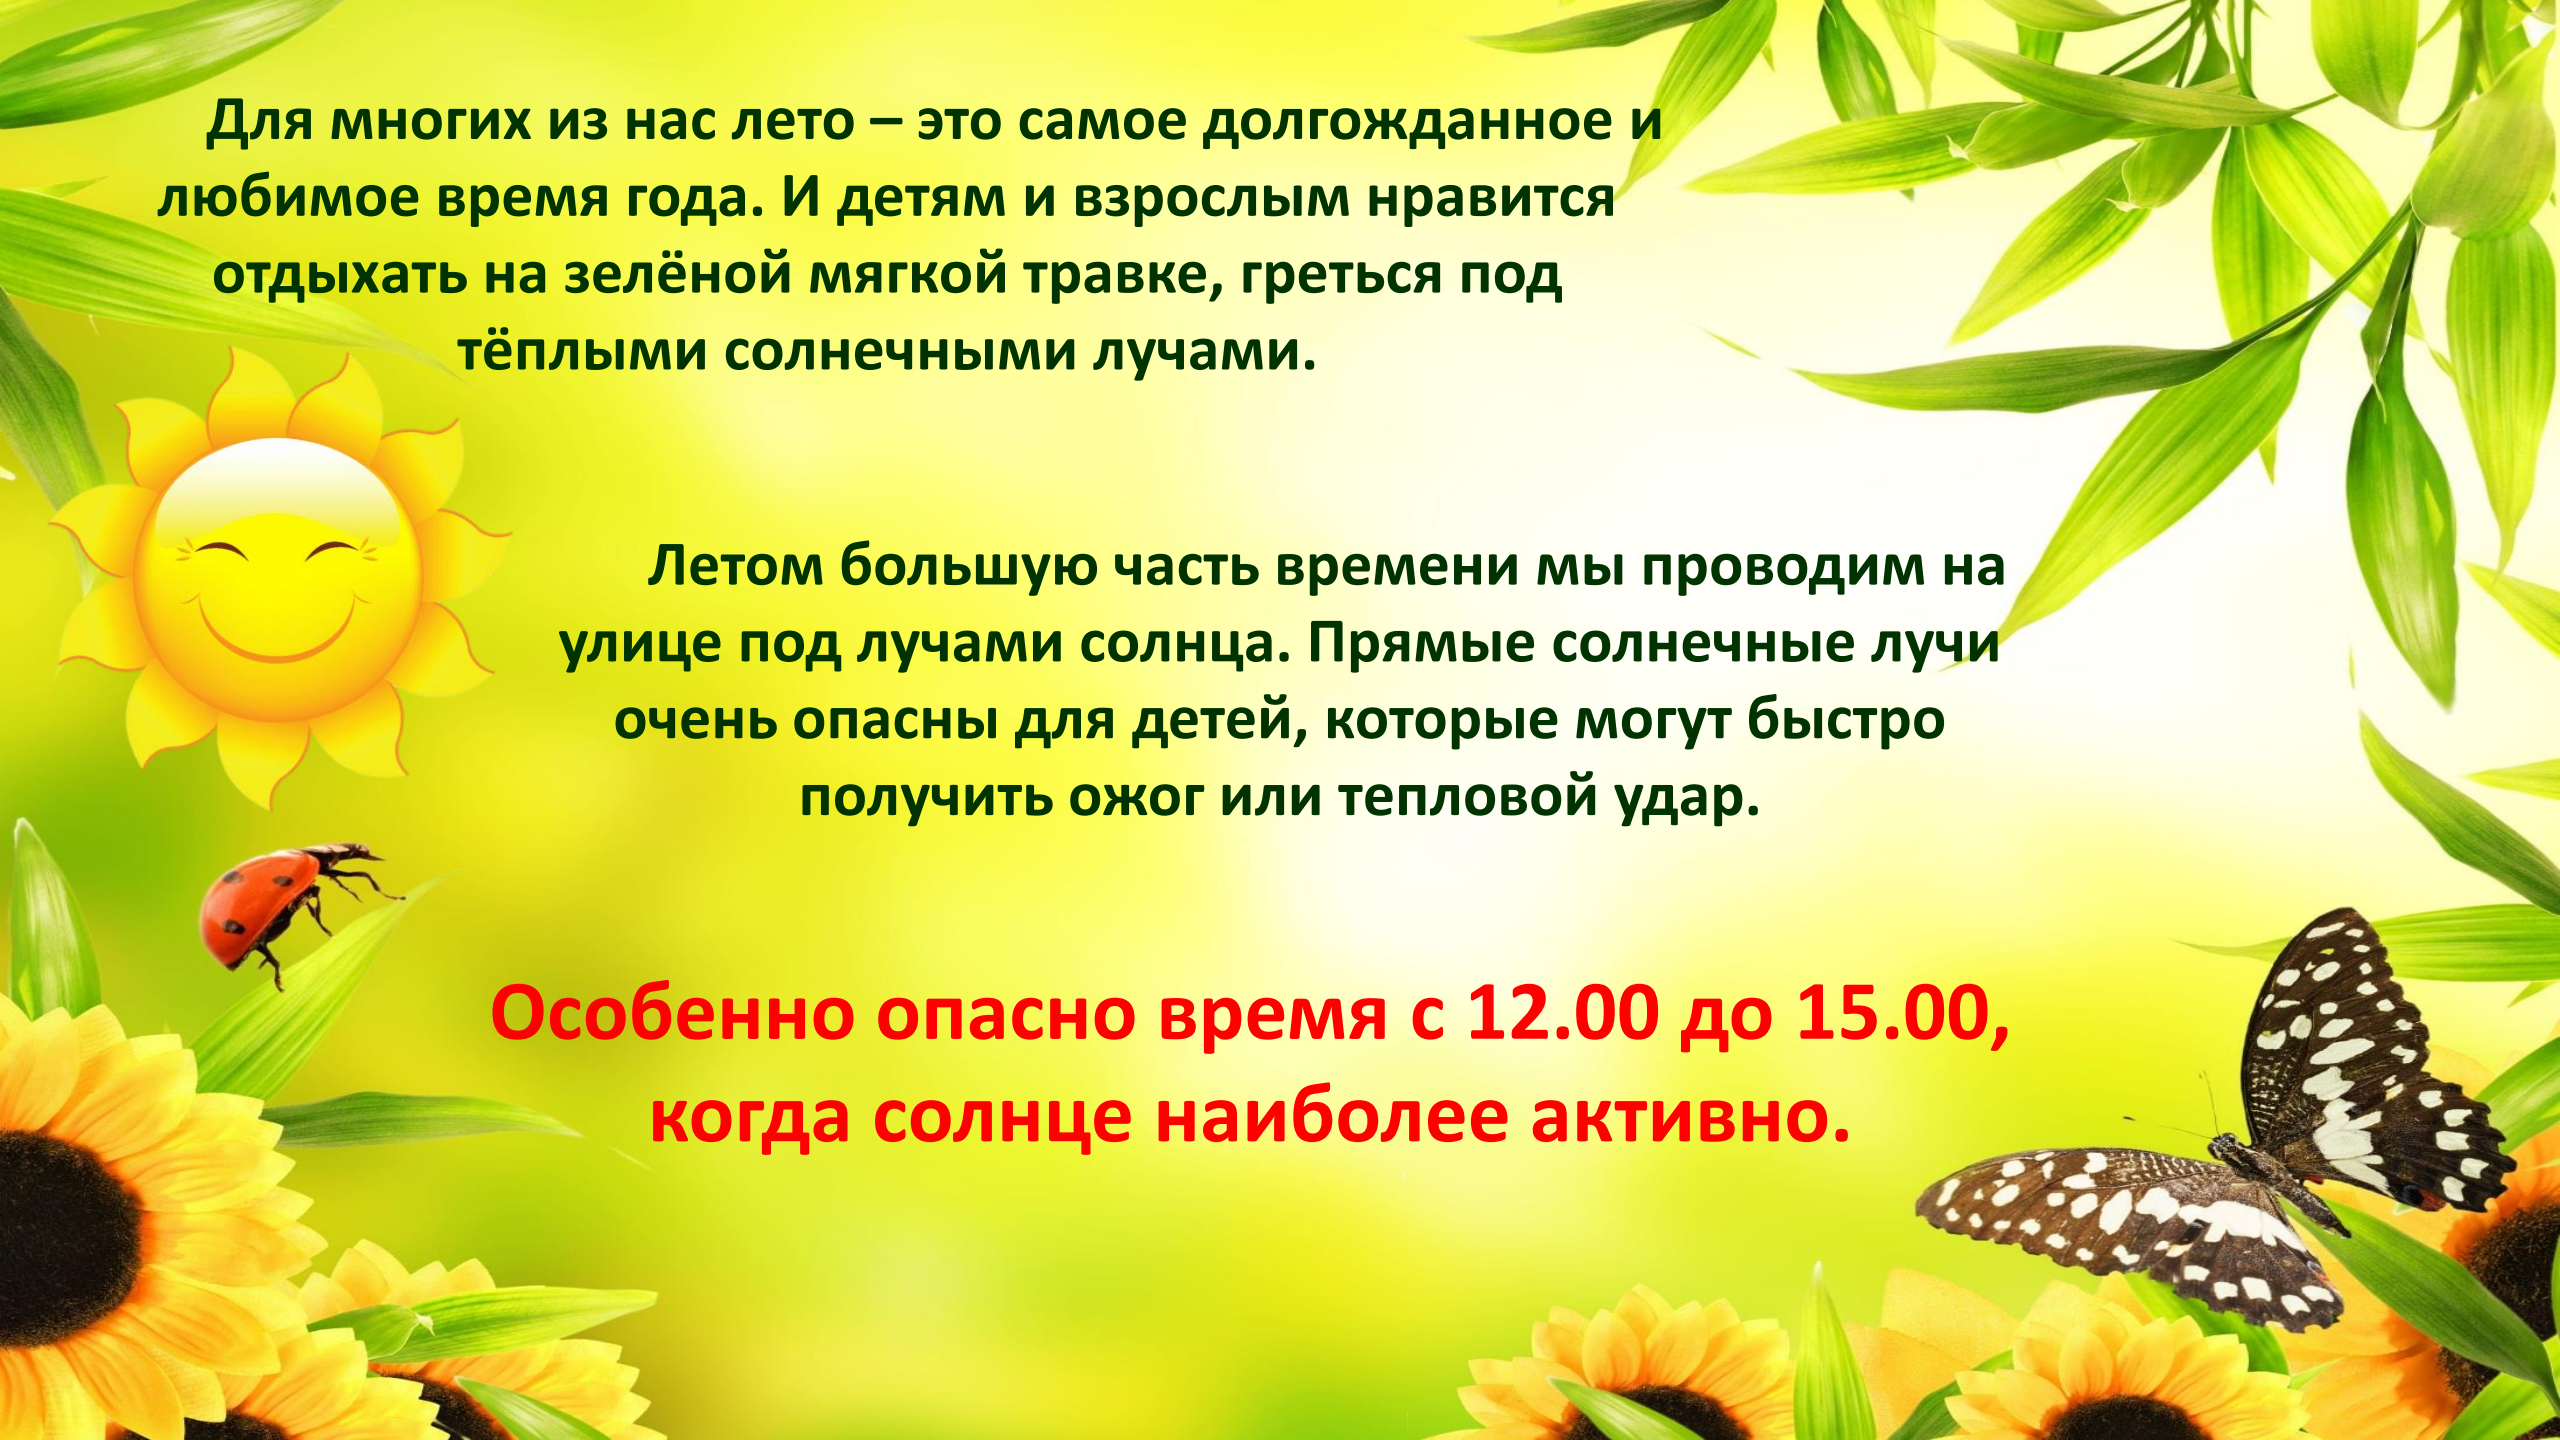 Для многих из нас лето – это самое долгожданное и
любимое время года. И детям и взрослым нравится
отдыхать на зелёной мягкой травке, греться под
тёплыми солнечными лучами.
Летом большую часть времени мы проводим на
улице под лучами солнца. Прямые солнечные лучи
очень опасны для детей, которые могут быстро
получить ожог или тепловой удар.
Особенно опасно время с 12.00 до 15.00,
когда солнце наиболее активно.